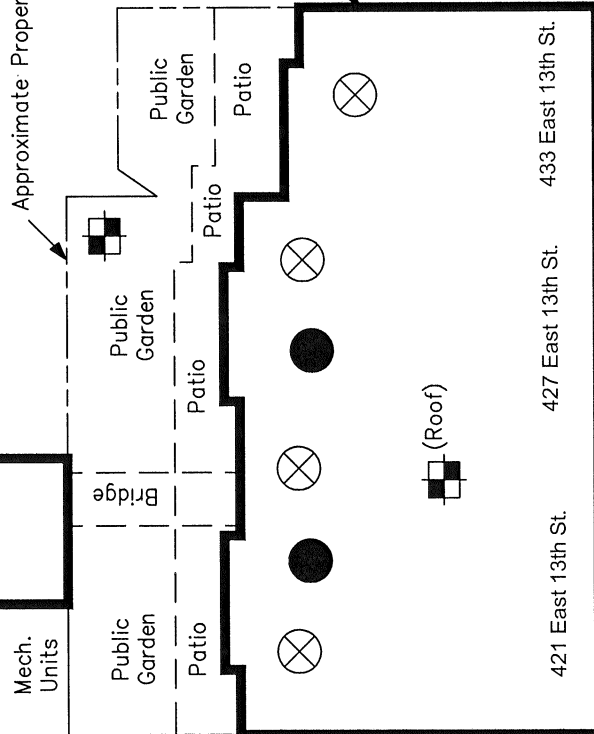 Approximate Proper
Public
Garden
Patio
Patio
433 East 13th St.
Public
Garden
Patio
427 East 13th St.
(Roof)
Bridge
Mech.
Units
Public
Garden
Patio
421 East 13th St.